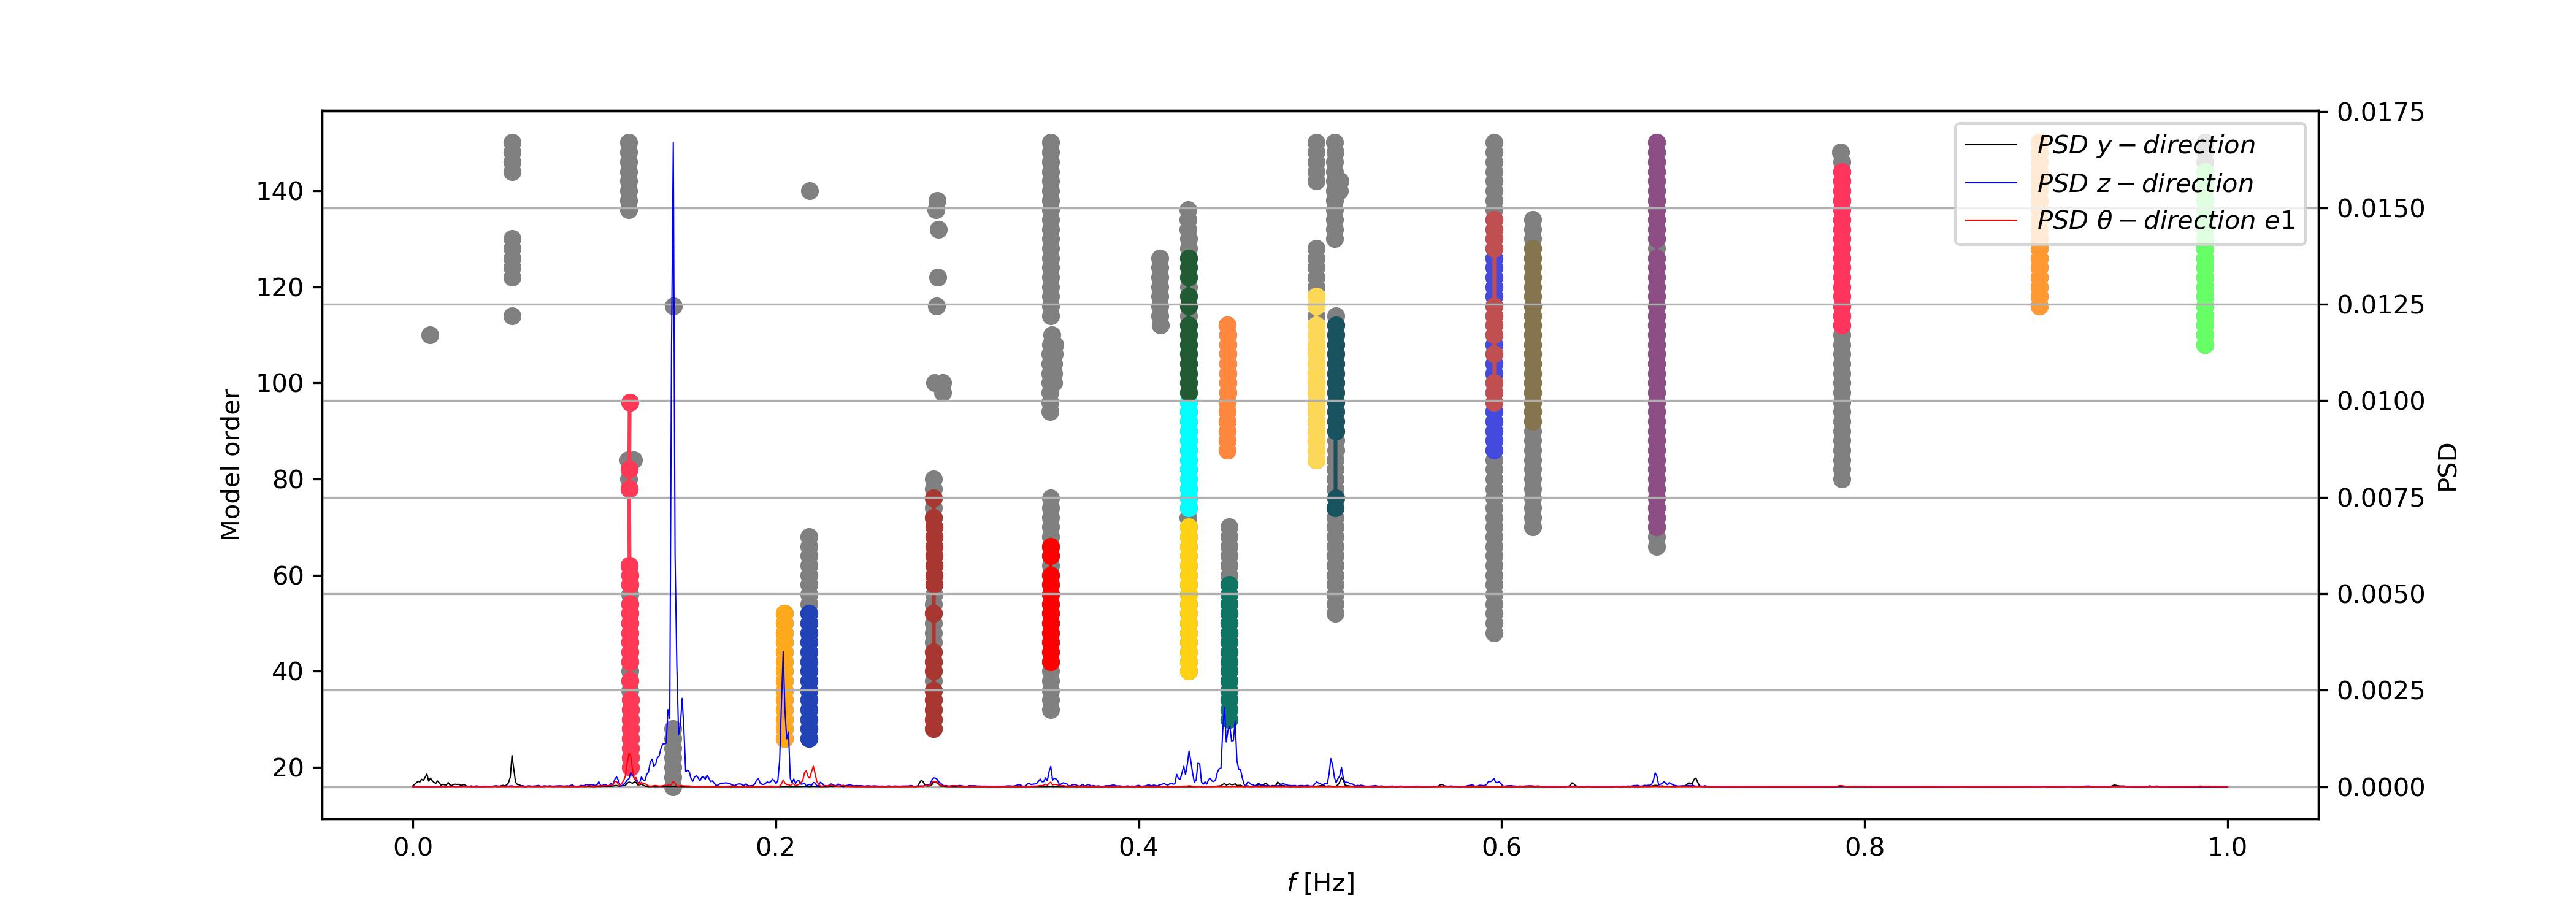 0.0175
PSD y − direction
PSD z − direction
PSD θ − direction e1
140
0.0150
120
0.0125
100
0.0100
Model order
80
0.0075
PSD
60
0.0050
40
0.0025
20
0.0000
0.0 0.2 0.4 0.6 0.8 1.0
f [Hz]